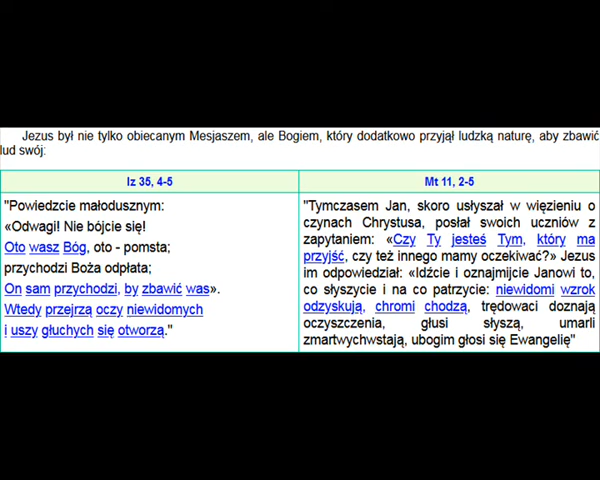 Jezus był nie tylko obiecanym Mesjaszem, ale Bogiem, który dodatkowo przyjął ludzką naturę, aby zbawić
lud swój:
Iz 35, 4-5
"Powiedzcie małodusznym:
«Odwagi! Nie bójcie się!
Oto wasz Bóg, oto - pomsta;
przychodzi Boża odpłata;
On sam przychodzi, by zbawić was».
Wtedy przejrzą oczy niewidomych
i uszy głuchych się otworzą."
Mt 11, 2-5
"Tymczasem Jan, skoro usłyszał w więzieniu o
czynach Chrystusa, posłał swoich uczniów z
zapytaniem: «Czy Ty jesteś Tym, który ma
przyjść, czy też innego mamy oczekiwać?» Jezus
im odpowiedział: «Idźcie i oznajmijcie Janowi to,
co słyszycie i na co patrzycie: niewidomi wzrok
odzyskują, chromi chodzą, trędowaci doznają
oczyszczenia, głusi słyszą, umarli
zmartwychwstają, ubogim głosi się Ewangelię"